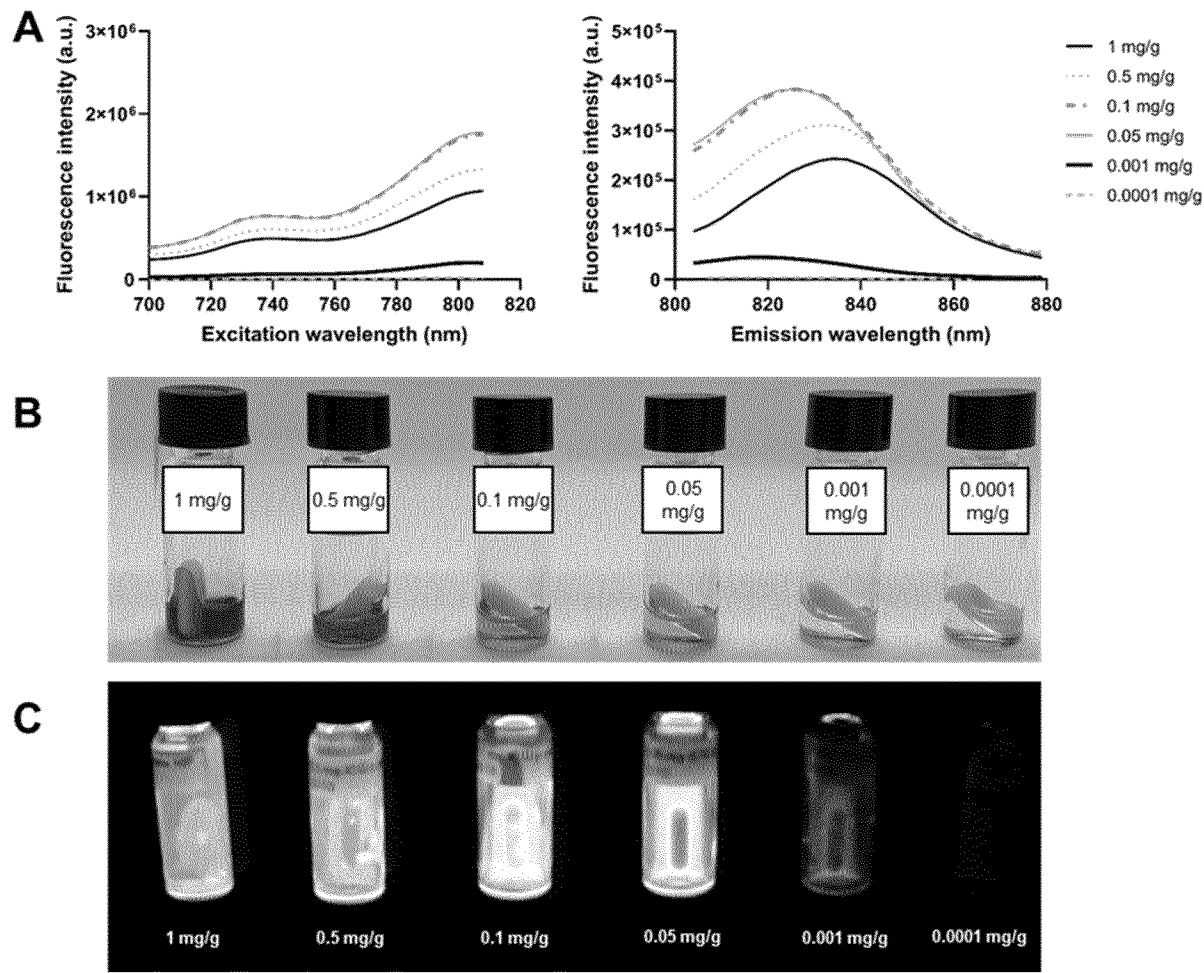 A
Fluorescence intensity (a.u.)
3×10⁶
2×10⁶
1×10⁶
0
700 720 740 760 780 800 820
Excitation wavelength (nm)
Fluorescence intensity (a.u.)
5×10⁵
4×10⁵
3×10⁵
2×10⁵
1×10⁵
0
800 820 840 860 880
Emission wavelength (nm)
1 mg/g
0.5 mg/g
0.1 mg/g
0.05 mg/g
0.001 mg/g
0.0001 mg/g
B
1 mg/g
0.5 mg/g
0.1 mg/g
0.05
mg/g
0.001
mg/g
0.0001
mg/g
C
1 mg/g 0.5 mg/g 0.1 mg/g 0.05 mg/g 0.001 mg/g 0.0001 mg/g